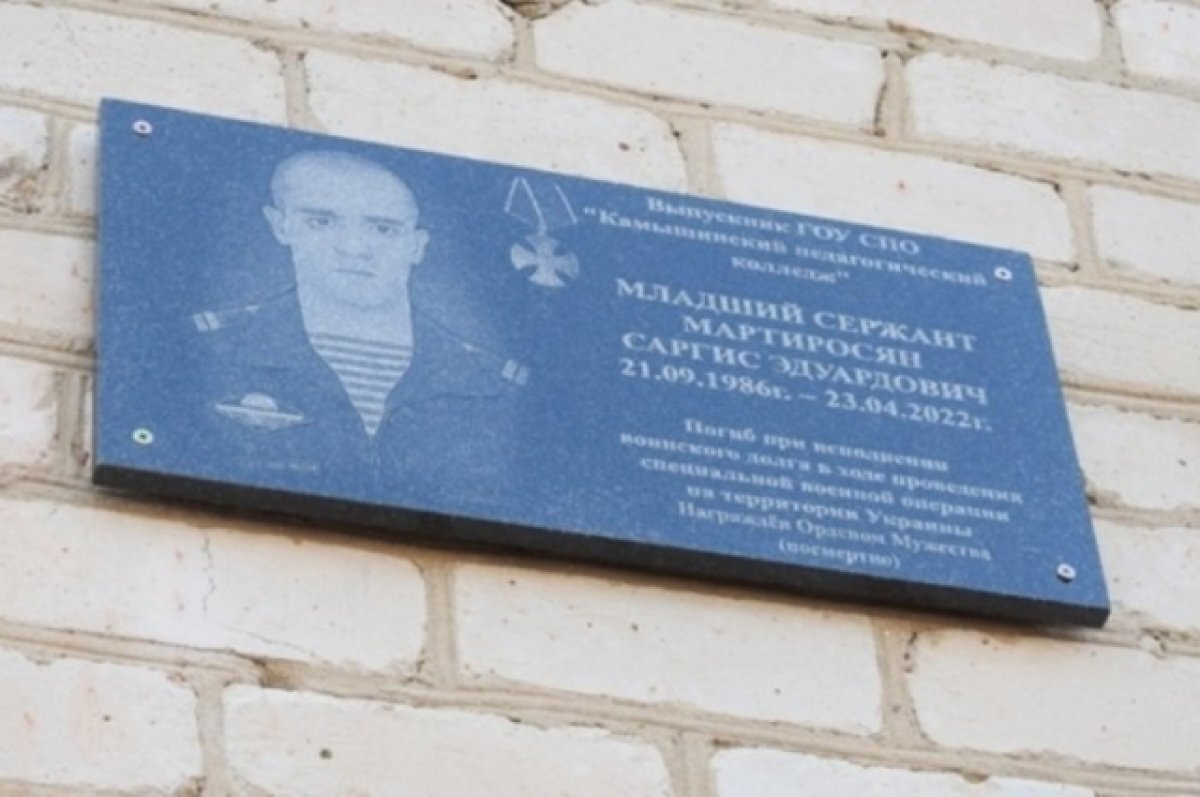 Выпускник ГОУ СПО
"Камышинский педагогический
колледж"
МЛАДШИЙ СЕРЖАНТ
МАРТИРОСЯН
САРГИС ЭДУАРДОВИЧ
21.09.1986г. – 23.04.2022г.
Погиб при исполнении
воинского долга в ходе проведения
специальной военной операции
на территории Украины
Награждён Орденом Мужества
(посмертно)